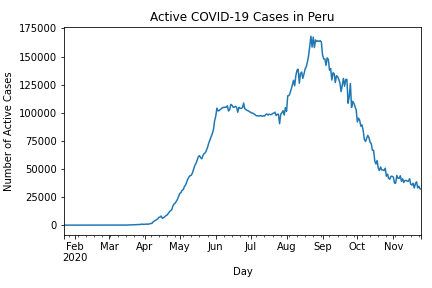 Active COVID-19 Cases in Peru
Number of Active Cases
175000
150000
125000
100000
75000
50000
25000
0
Feb Mar Apr May Jun Jul Aug Sep Oct Nov
2020
Day